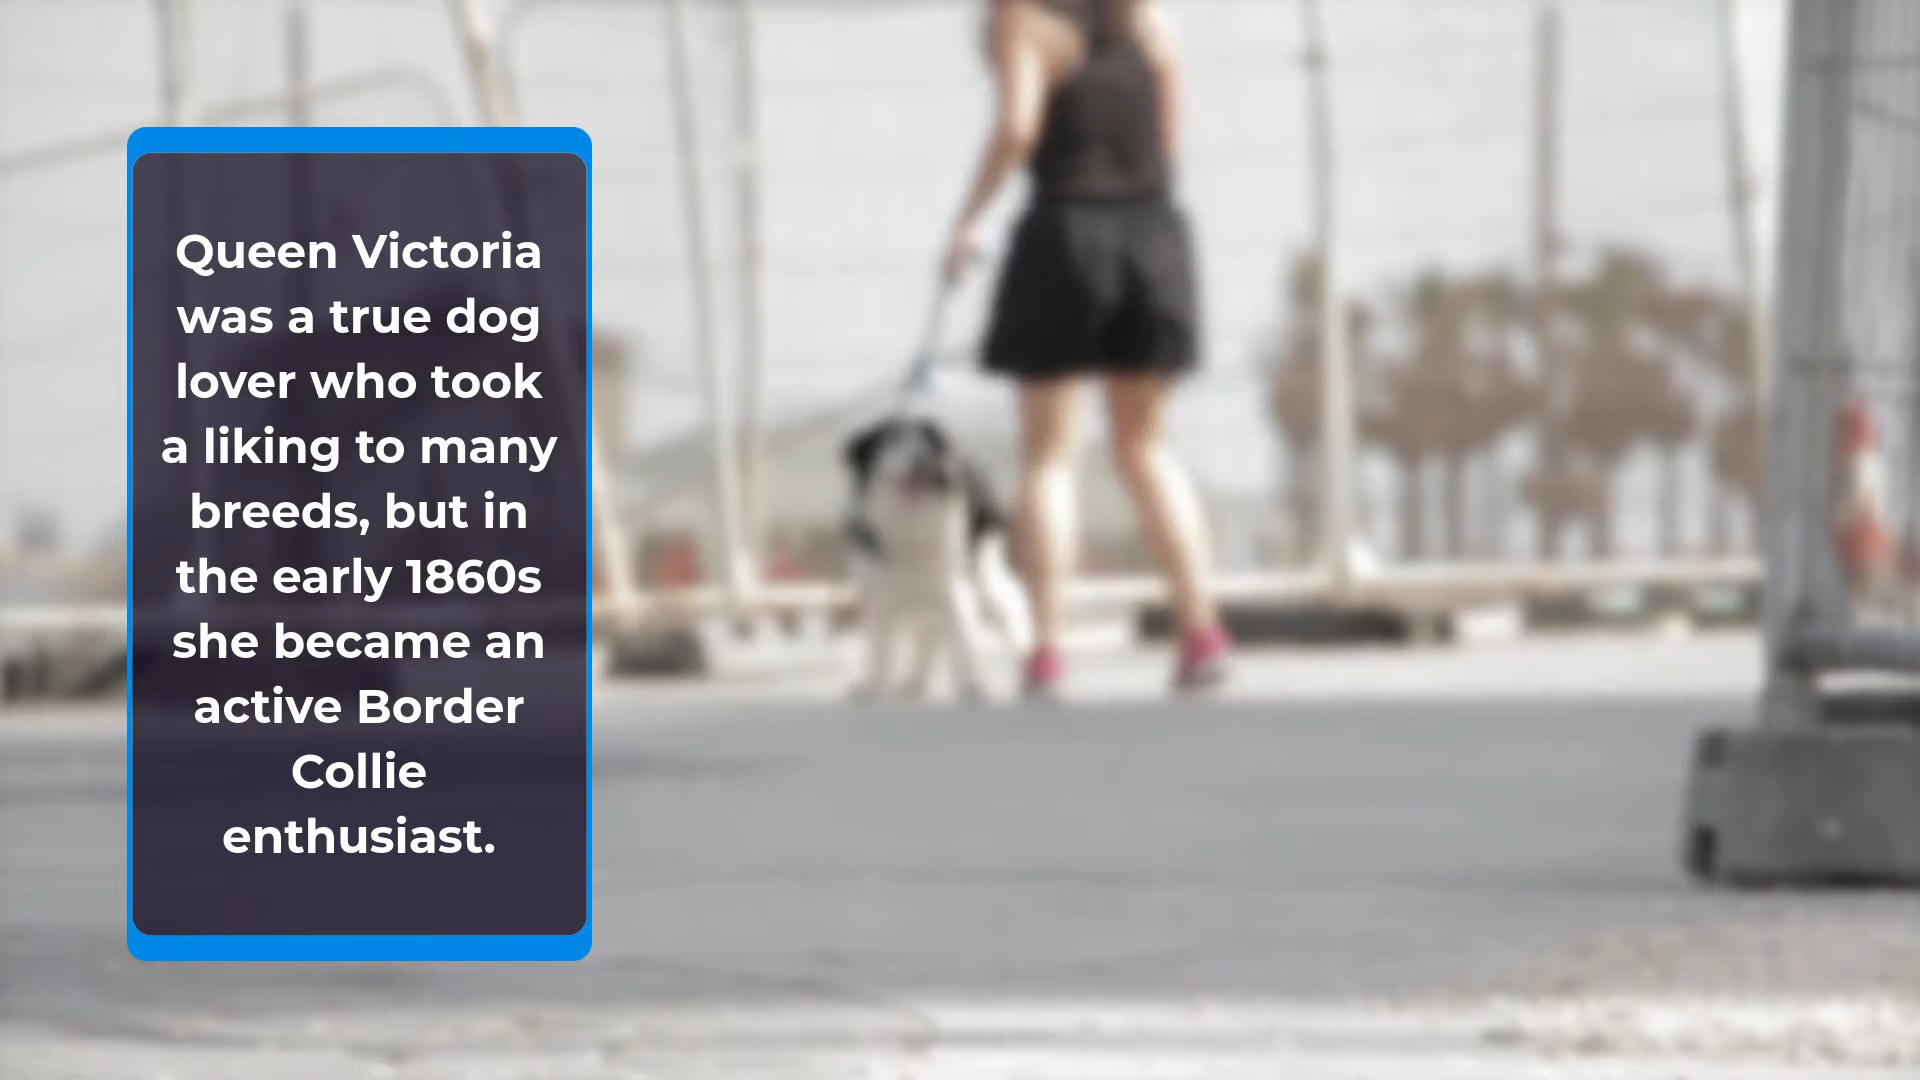 Queen Victoria
was a true dog
lover who took
a liking to many
breeds, but in
the early 1860s
she became an
active Border
Collie
enthusiast.